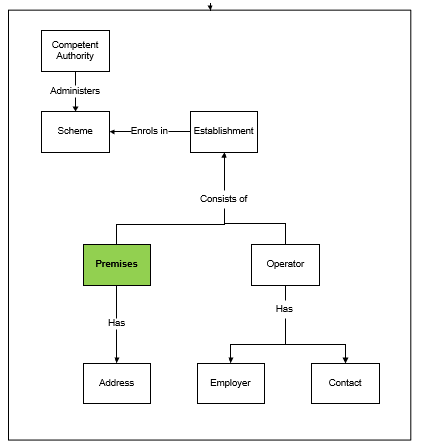 Competent
Authority
Administers
Scheme
Enrols in
Establishment
Consists of
Premises
Operator
Has
Has
Address
Employer
Contact